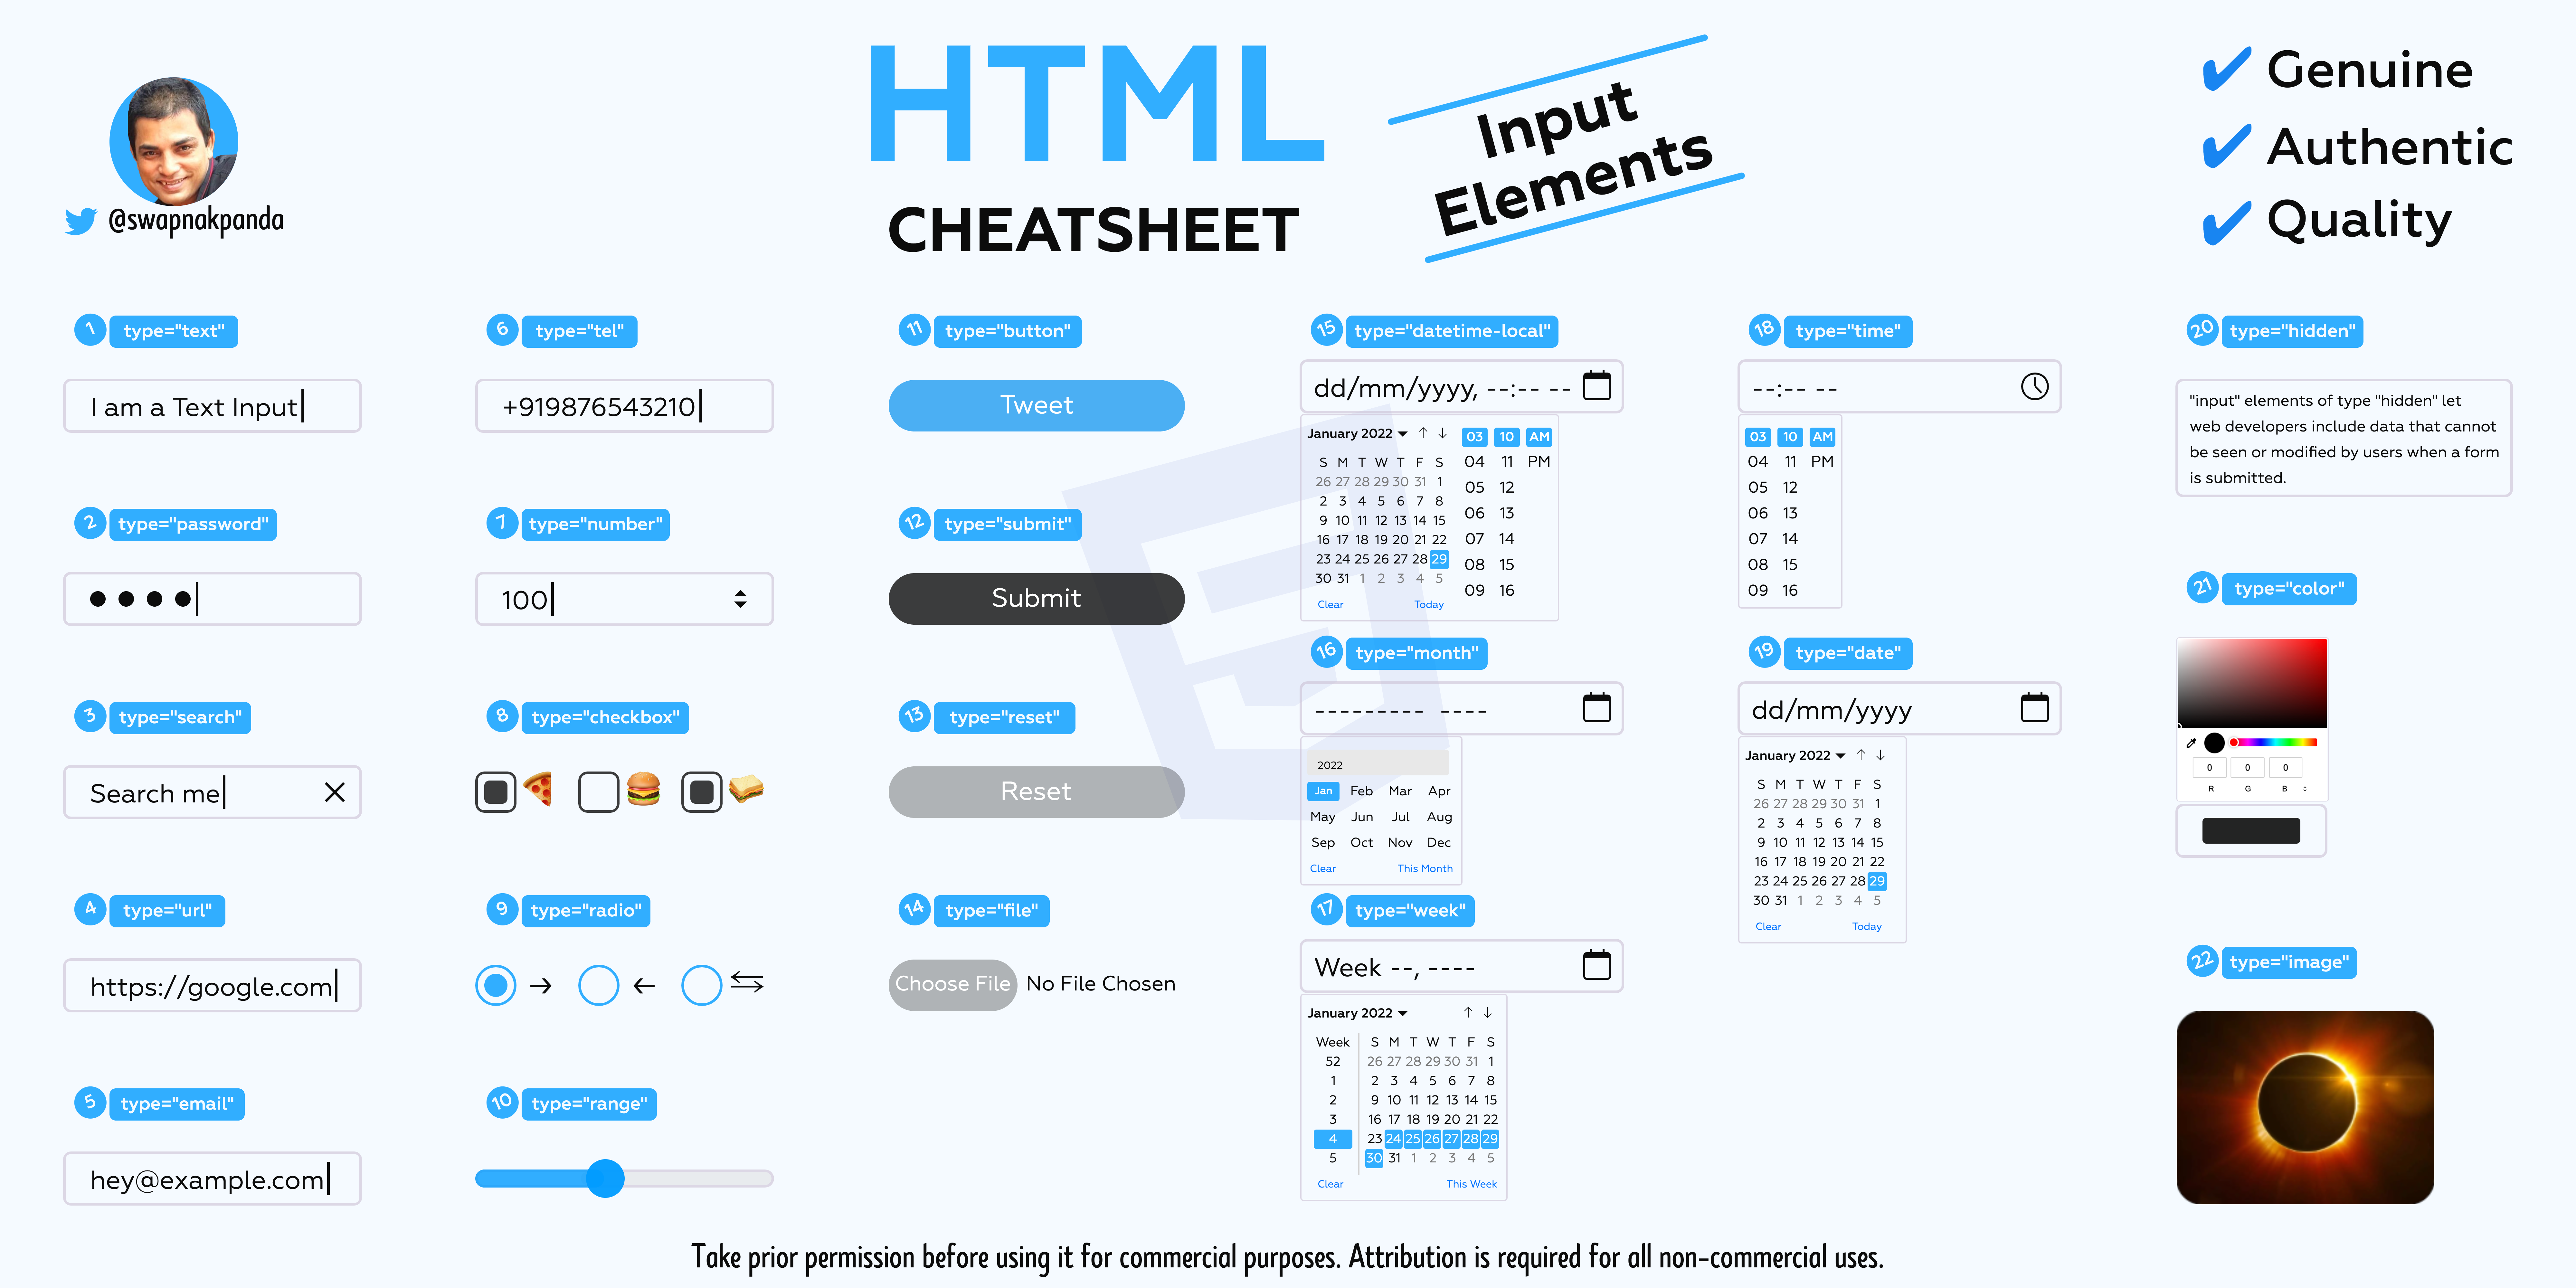 HTML
CHEATSHEET
Input
Elements
Genuine
Authentic
Quality
@swapnakpanda
1 type="text"
I am a Text Input
2 type="password"
3 type="search"
Search me
4 type="url"
https://google.com
5 type="email"
hey@example.com
6 type="tel"
+919876543210
7 type="number"
100
8 type="checkbox"
9 type="radio"
10 type="range"
11 type="button"
Tweet
12 type="submit"
Submit
13 type="reset"
Reset
14 type="file"
Choose File No File Chosen
15 type="datetime-local"
dd/mm/yyyy, --:-- --
January 2022 03 10 AM
S M T W T F S 04 11 PM
26 27 28 29 30 31 1
2 3 4 5 6 7 8 05 12
9 10 11 12 13 14 15 06 13
16 17 18 19 20 21 22 07 14
23 24 25 26 27 28 29 08 15
30 31 1 2 3 4 5 09 16
Clear Today
16 type="month"
--------- ----
2022
Jan Feb Mar Apr
May Jun Jul Aug
Sep Oct Nov Dec
Clear This Month
17 type="week"
Week --, ----
January 2022
Week S M T W T F S
52 26 27 28 29 30 31 1
1 2 3 4 5 6 7 8
2 9 10 11 12 13 14 15
3 16 17 18 19 20 21 22
4 23 24 25 26 27 28 29
5 30 31 1 2 3 4 5
Clear This Week
18 type="time"
--:-- --
03 10 AM
04 11 PM
05 12
06 13
07 14
08 15
09 16
19 type="date"
dd/mm/yyyy
January 2022
S M T W T F S
26 27 28 29 30 31 1
2 3 4 5 6 7 8
9 10 11 12 13 14 15
16 17 18 19 20 21 22
23 24 25 26 27 28 29
30 31 1 2 3 4 5
Clear Today
20 type="hidden"
"input" elements of type "hidden" let
web developers include data that cannot
be seen or modified by users when a form
is submitted.
21 type="color"
0 0 0
R G B
22 type="image"
Take prior permission before using it for commercial purposes. Attribution is required for all non-commercial uses.